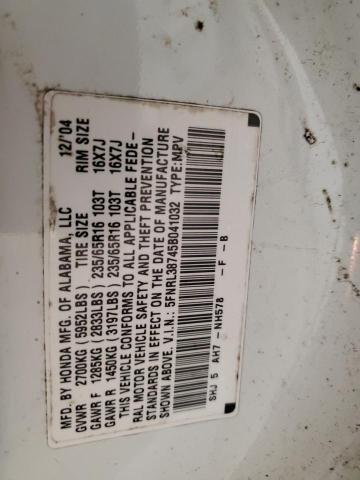 MFD. BY HONDA MFG. OF ALABAMA, LLC 12/'04
GVWR 2700KG (5952LBS) TIRE SIZE RIM SIZE
GAWR F 1285KG (2833LBS) 235/65R16 103T 16X7J
GAWR R 1450KG (3197LBS) 235/65R16 103T 16X7J
THIS VEHICLE CONFORMS TO ALL APPLICABLE FEDE-
RAL MOTOR VEHICLE SAFETY AND THEFT PREVENTION
STANDARDS IN EFFECT ON THE DATE OF MANUFACTURE
SHOWN ABOVE. V.I.N.: 5FNRL38745B041032 TYPE:MPV
SHJ 5 AH7 - NH578 - F - B